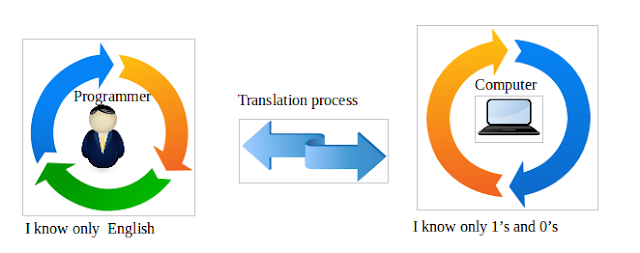 Programmer
I know only English
Translation process
Computer
I know only 1’s and 0’s